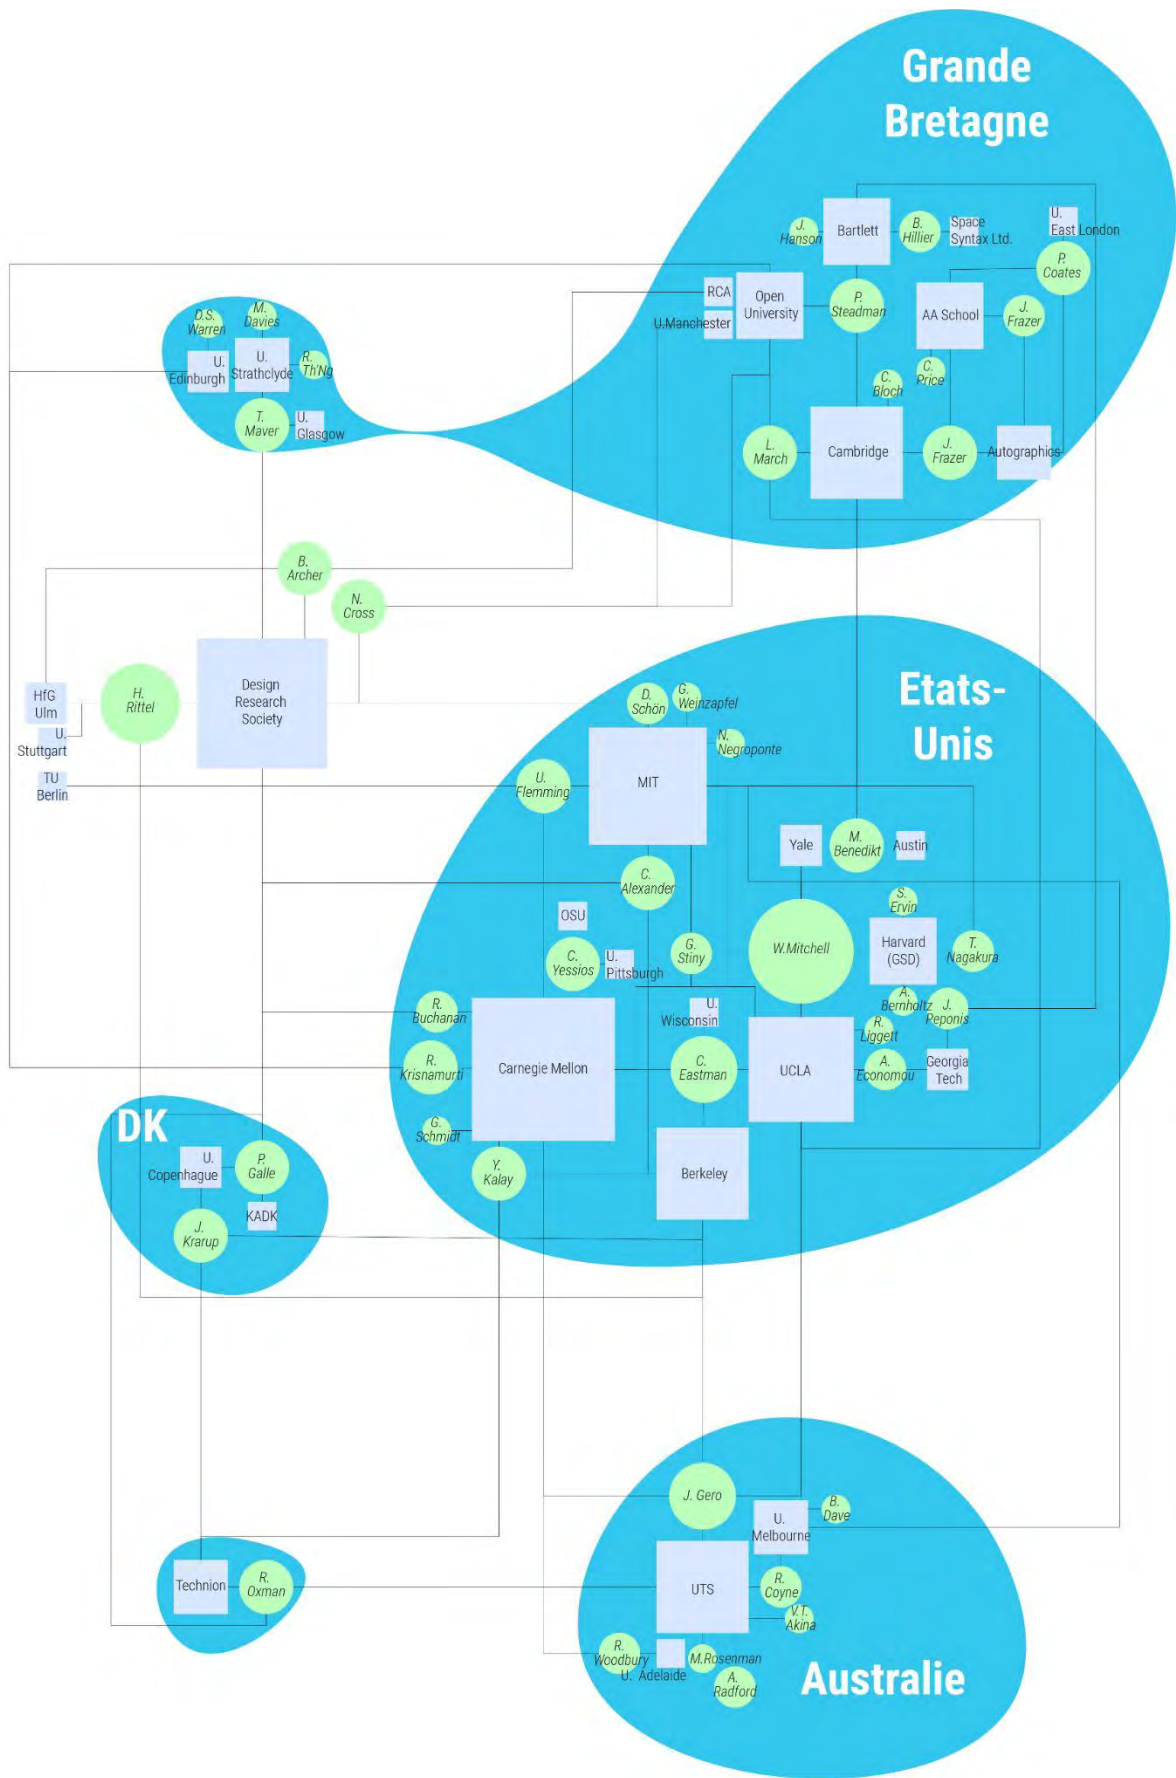 Grande
Bretagne
J.
Hanson
Bartlett
B.
Hillier
Space
Syntax Ltd.
U.
East London
P.
Coates
RCA
Open
University
U.Manchester
P.
Steadman
AA School
J.
Frazer
C.
Price
C.
Bloch
L.
March
Cambridge
J.
Frazer
Autographics
D.S.
Warren
M.
Davies
U.
Edinburgh
U.
Strathclyde
R.
Th'Ng
T.
Maver
U.
Glasgow
B.
Archer
N.
Cross
HfG
Ulm
U.
Stuttgart
TU
Berlin
H.
Rittel
Design
Research
Society
Etats-
Unis
D.
Schön
G.
Weinzapfel
N.
Negroponte
U.
Flemming
MIT
Yale
M.
Benedikt
Austin
C.
Alexander
OSU
C.
Yessios
U.
Pittsburgh
G.
Stiny
W.Mitchell
S.
Ervin
Harvard
(GSD)
T.
Nagakura
A.
Bernholtz
J.
Peponis
R.
Buchanan
U.
Wisconsin
R.
Liggett
R.
Krisnamurti
Carnegie Mellon
C.
Eastman
UCLA
A.
Economou
Georgia
Tech
G.
Schmidt
Y.
Kalay
Berkeley
DK
U.
Copenhague
P.
Galle
KADK
J.
Krarup
J. Gero
U.
Melbourne
B.
Dave
Technion
R.
Oxman
UTS
R.
Coyne
V.T.
Akina
R.
Woodbury
U. Adelaide
M.Rosenman
A.
Radford
Australie